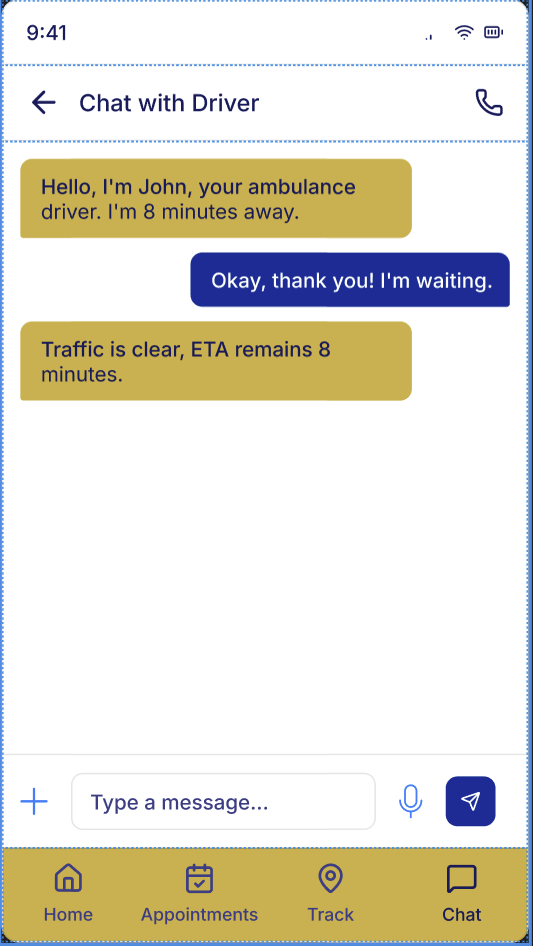 9:41
Chat with Driver
Hello, I'm John, your ambulance
driver. I'm 8 minutes away.
Okay, thank you! I'm waiting.
Traffic is clear, ETA remains 8
minutes.
Type a message...
Home
Appointments
Track
Chat